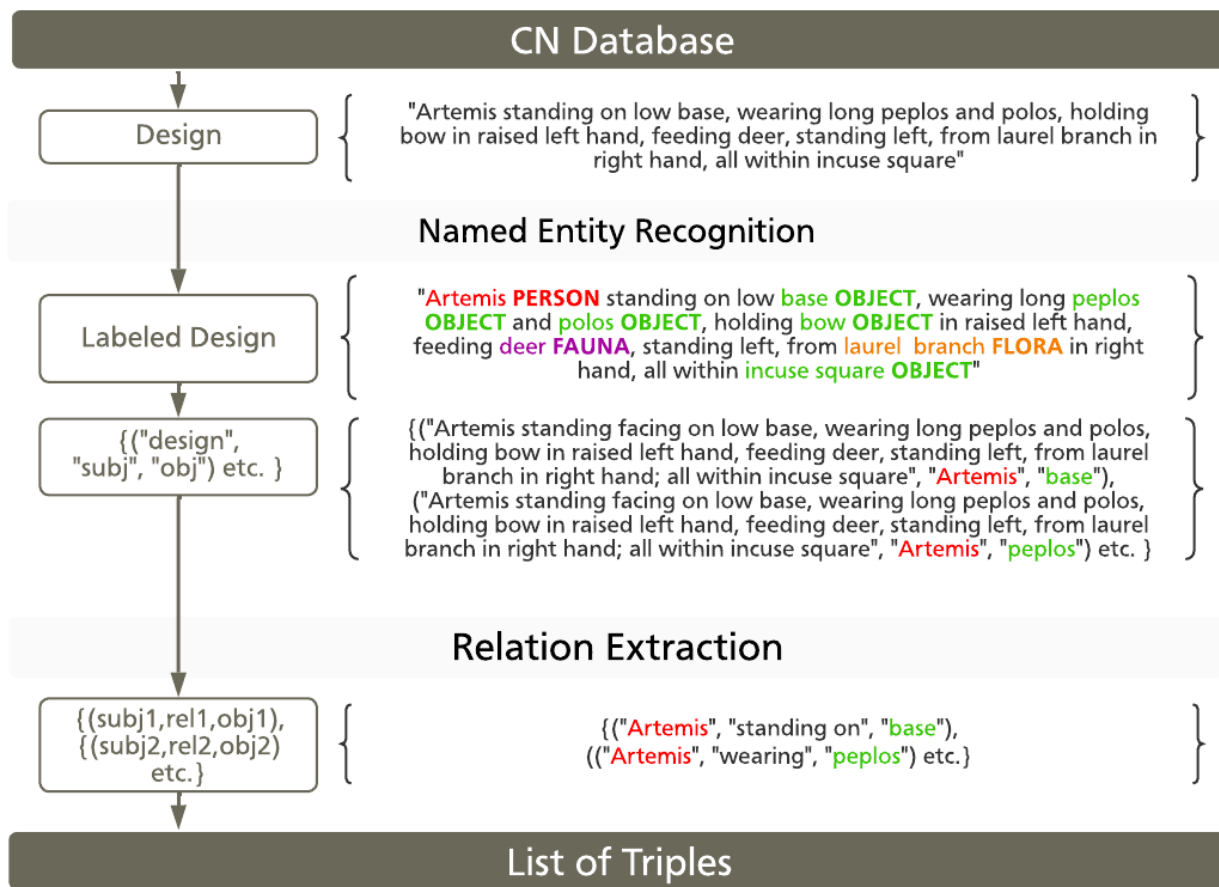 CN Database
Design
"Artemis standing on low base, wearing long peplos and polos, holding
bow in raised left hand, feeding deer, standing left, from laurel branch in
right hand, all within incuse square"
Named Entity Recognition
Labeled Design
"Artemis PERSON standing on low base OBJECT, wearing long peplos
OBJECT and polos OBJECT, holding bow OBJECT in raised left hand,
feeding deer FAUNA, standing left, from laurel branch FLORA in right
hand, all within incuse square OBJECT"
{("design",
"subj", "obj") etc. }
{("Artemis standing facing on low base, wearing long peplos and polos,
holding bow in raised left hand, feeding deer, standing left, from laurel
branch in right hand; all within incuse square", "Artemis", "base"),
("Artemis standing facing on low base, wearing long peplos and polos,
holding bow in raised left hand, feeding deer, standing left, from laurel
branch in right hand; all within incuse square", "Artemis", "peplos") etc. }
Relation Extraction
{(subj1,rel1,obj1),
{(subj2,rel2,obj2)
etc.}
{("Artemis", "standing on", "base"),
(("Artemis", "wearing", "peplos") etc.}
List of Triples